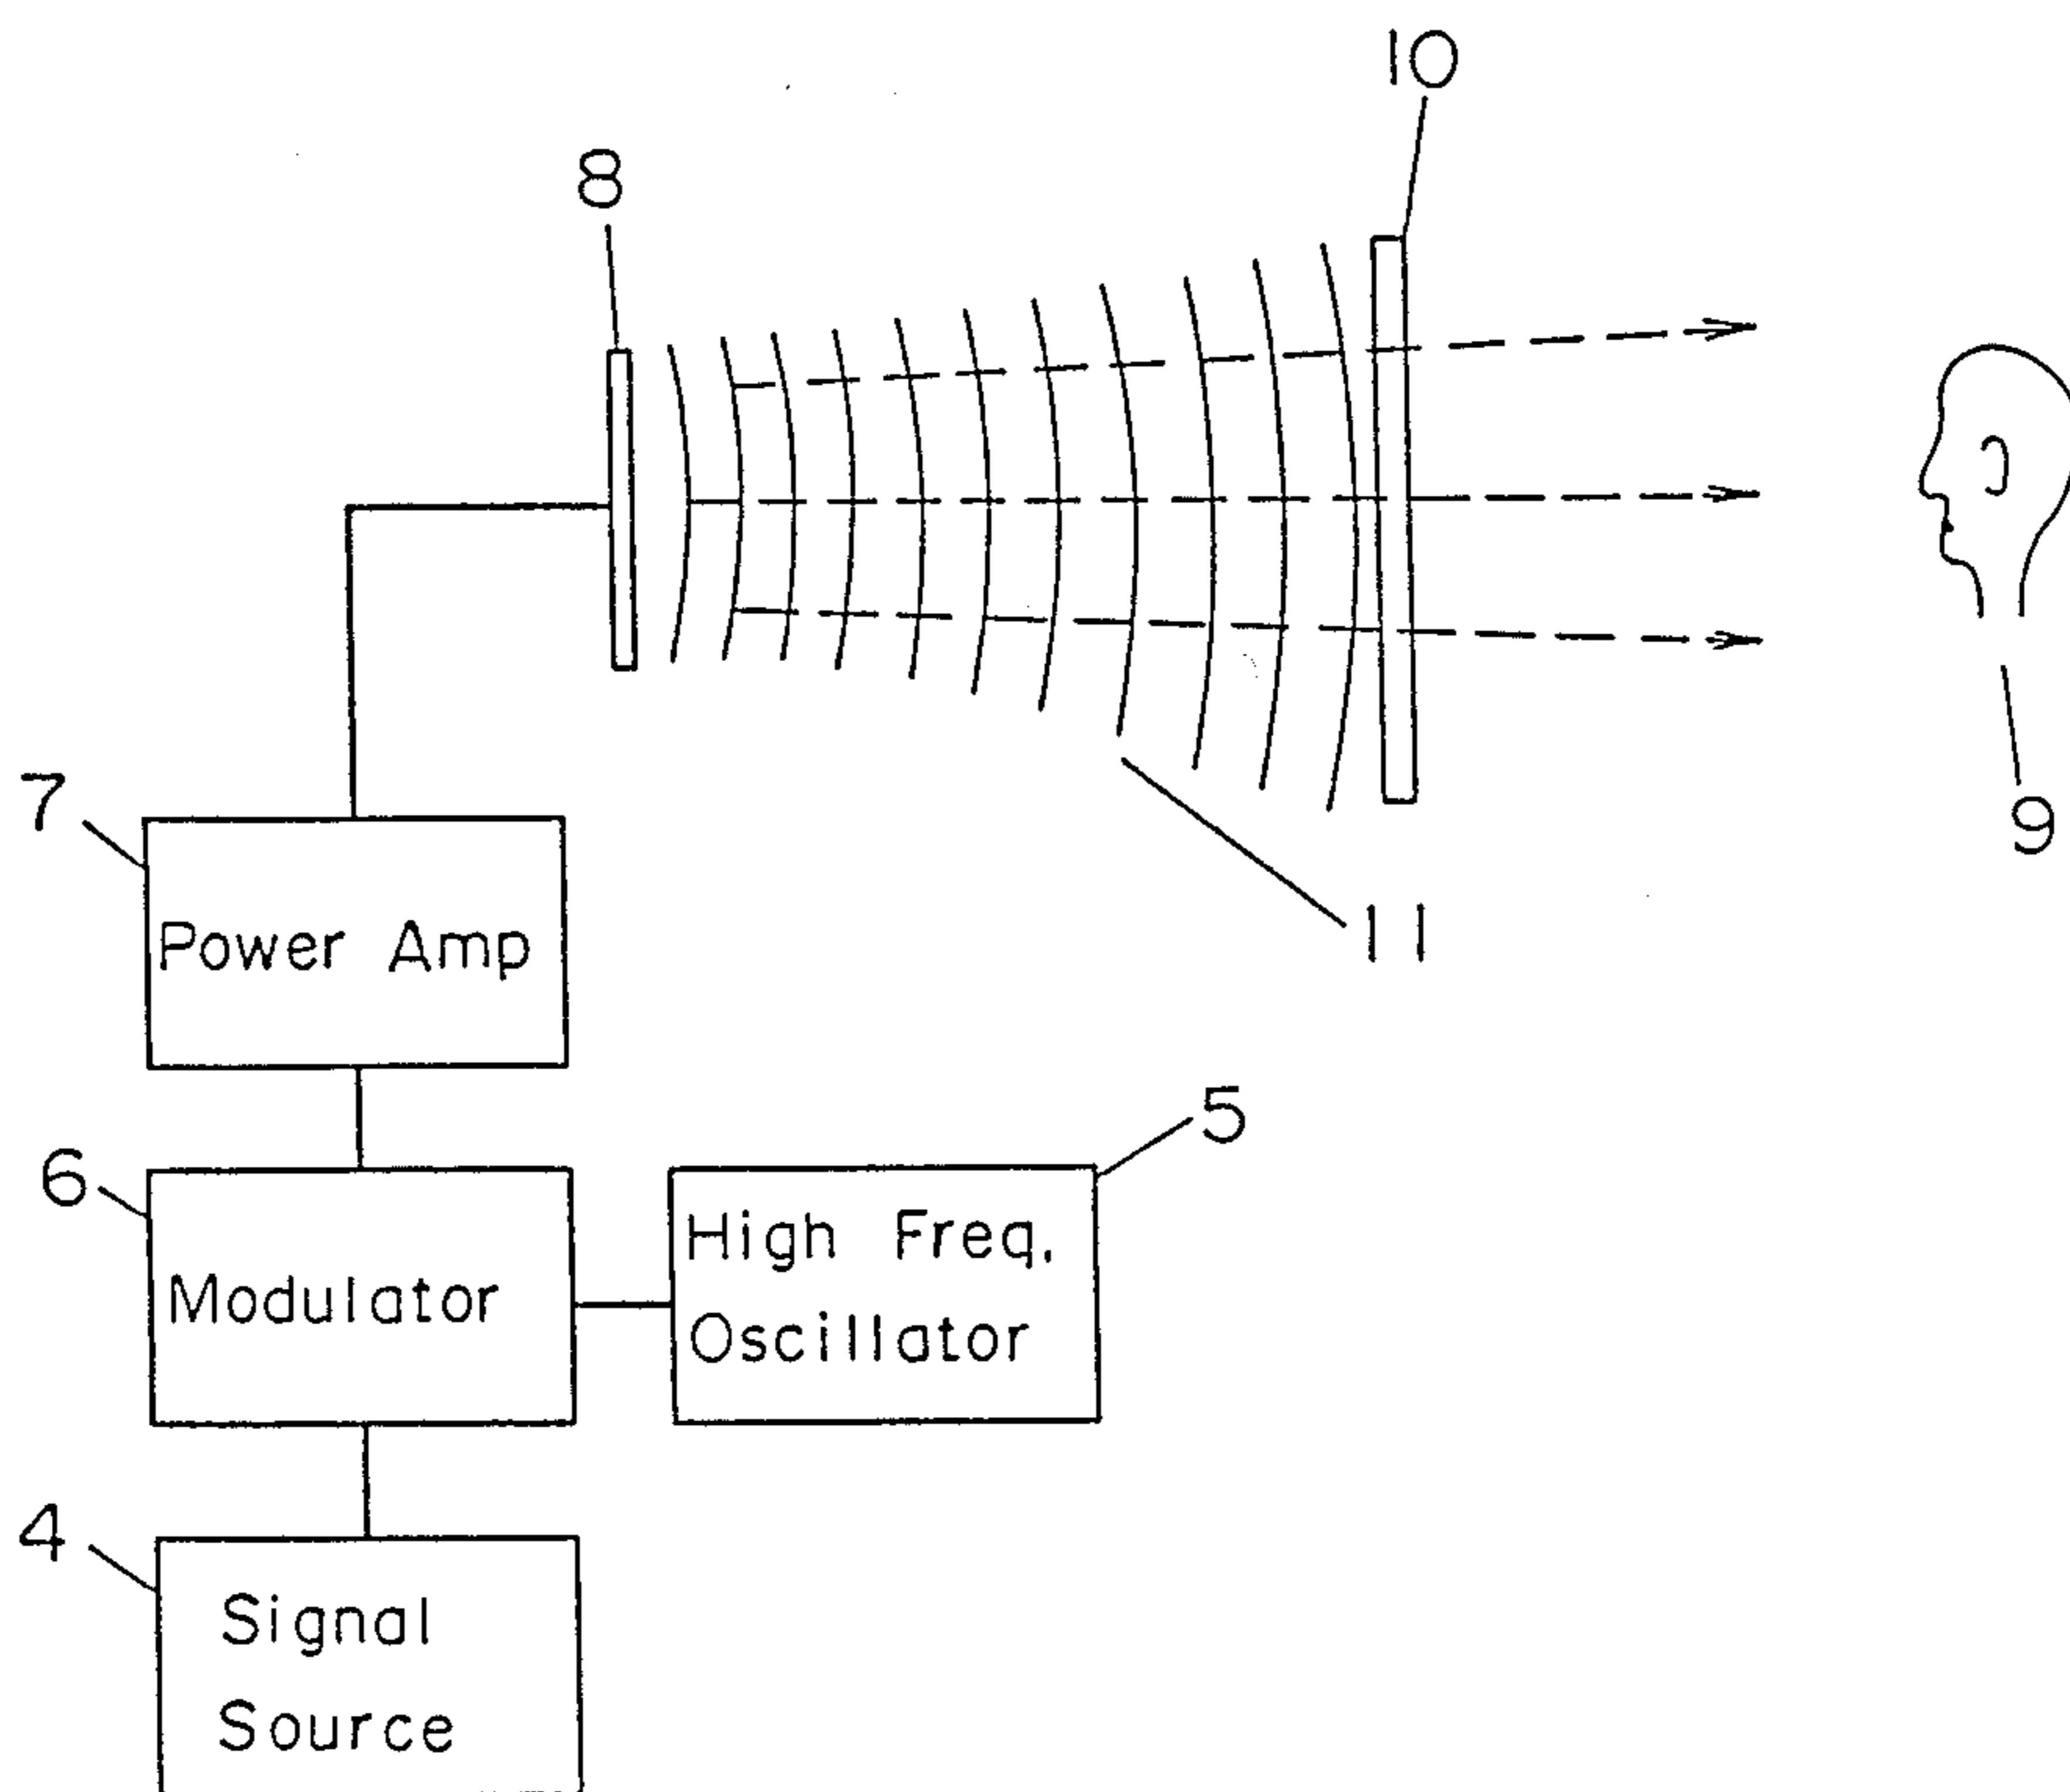 10
8
7
Power Amp
9
11
5
6
High Freq.
Modulator
Oscillator
4
Signal
Source